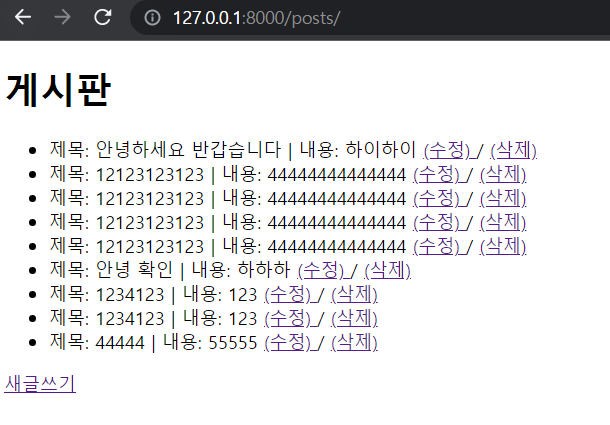 127.0.0.1:8000/posts/
게시판
제목: 안녕하세요 반갑습니다 | 내용: 하이하이 (수정) / (삭제)
제목: 12123123123 | 내용: 44444444444444 (수정) / (삭제)
제목: 12123123123 | 내용: 44444444444444 (수정) / (삭제)
제목: 12123123123 | 내용: 44444444444444 (수정) / (삭제)
제목: 12123123123 | 내용: 44444444444444 (수정) / (삭제)
제목: 안녕 확인 | 내용: 하하하 (수정) / (삭제)
제목: 1234123 | 내용: 123 (수정) / (삭제)
제목: 1234123 | 내용: 123 (수정) / (삭제)
제목: 44444 | 내용: 55555 (수정) / (삭제)
새글쓰기